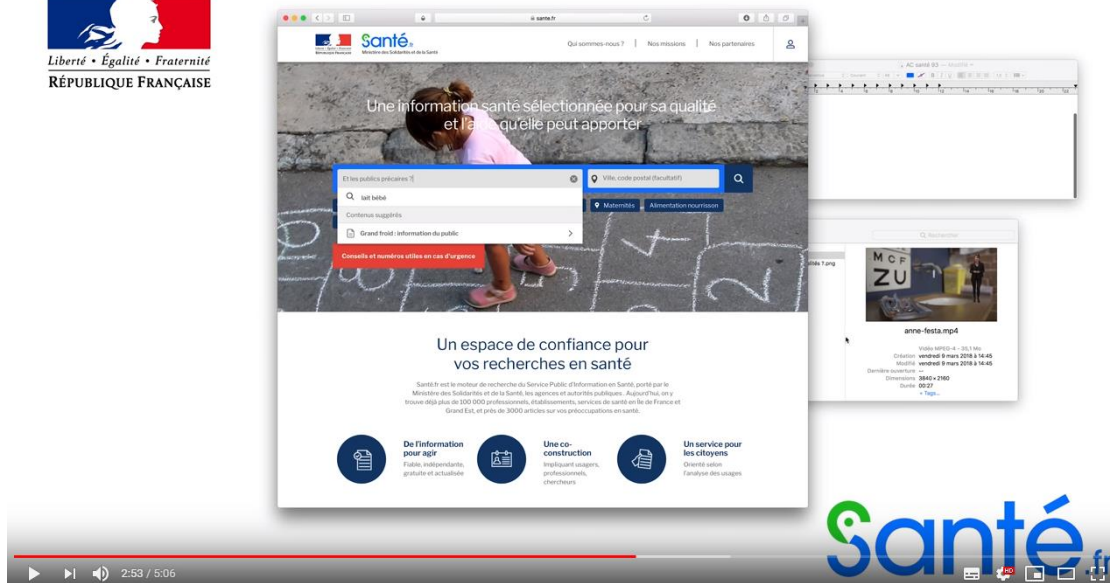 Liberté • Égalité • Fraternité
RÉPUBLIQUE FRANÇAISE
sante.fr
Santé.fr
Ministère des Solidarités et de la Santé
Qui sommes-nous ?
Nos missions
Nos partenaires
Une information santé sélectionnée pour sa qualité
et l'aide qu'elle peut apporter
Et les publics précaires ?
Ville, code postal (facultatif)
lait bébé
Contenus suggérés
Grand froid : information du public
Maternités
Alimentation nourrisson
Conseils et numéros utiles en cas d'urgence
Un espace de confiance pour
vos recherches en santé
Santé.fr est le moteur de recherche du Service Public d'Information en Santé, porté par le
Ministère des Solidarités et de la Santé, les agences et autorités publiques. Aujourd'hui, on y
trouve déjà plus de 100 000 professionnels, établissements, services de santé en Île de France et
Grand Est, et près de 3000 articles sur vos préoccupations en santé.
De l'information
pour agir
Fiable, indépendante,
gratuite et actualisée
Une co-
construction
Impliquant usagers,
professionnels,
chercheurs
Un service pour
les citoyens
Orienté selon
l'analyse des usages
AC santé 93 — Modifié
Rechercher
MCF
ZU
anne-festa.mp4
Vidéo MPEG-4 – 35,1 Mo
Création vendredi 9 mars 2018 à 14:45
Modifié vendredi 9 mars 2018 à 14:45
Dernière ouverture --
Dimensions 3840 × 2160
Durée 00:27
+ Tags...
Santé.fr
2:53 / 5:06
HD